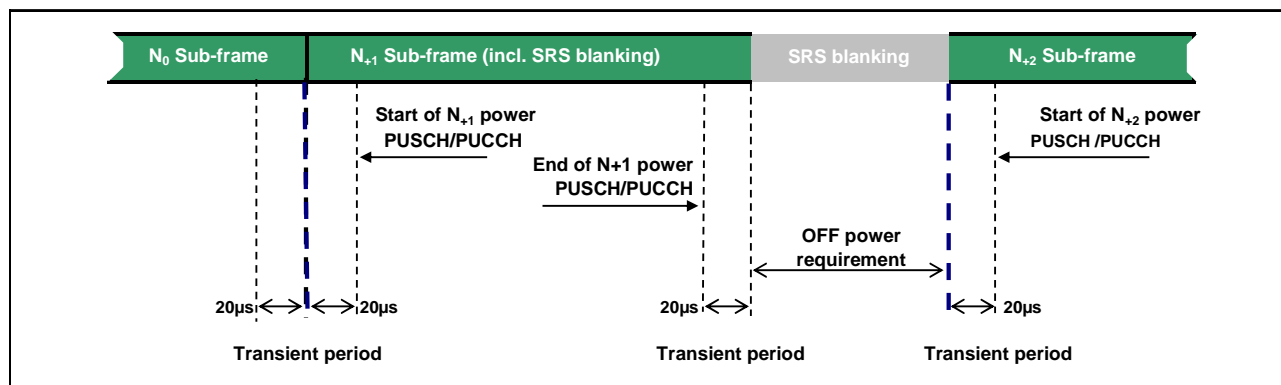 N0 Sub-frame
N+1 Sub-frame (incl. SRS blanking)
SRS blanking
N+2 Sub-frame
Start of N+1 power
PUSCH/PUCCH
End of N+1 power
PUSCH/PUCCH
Start of N+2 power
PUSCH /PUCCH
OFF power
requirement
20µs
20µs
20µs
20µs
Transient period
Transient period
Transient period